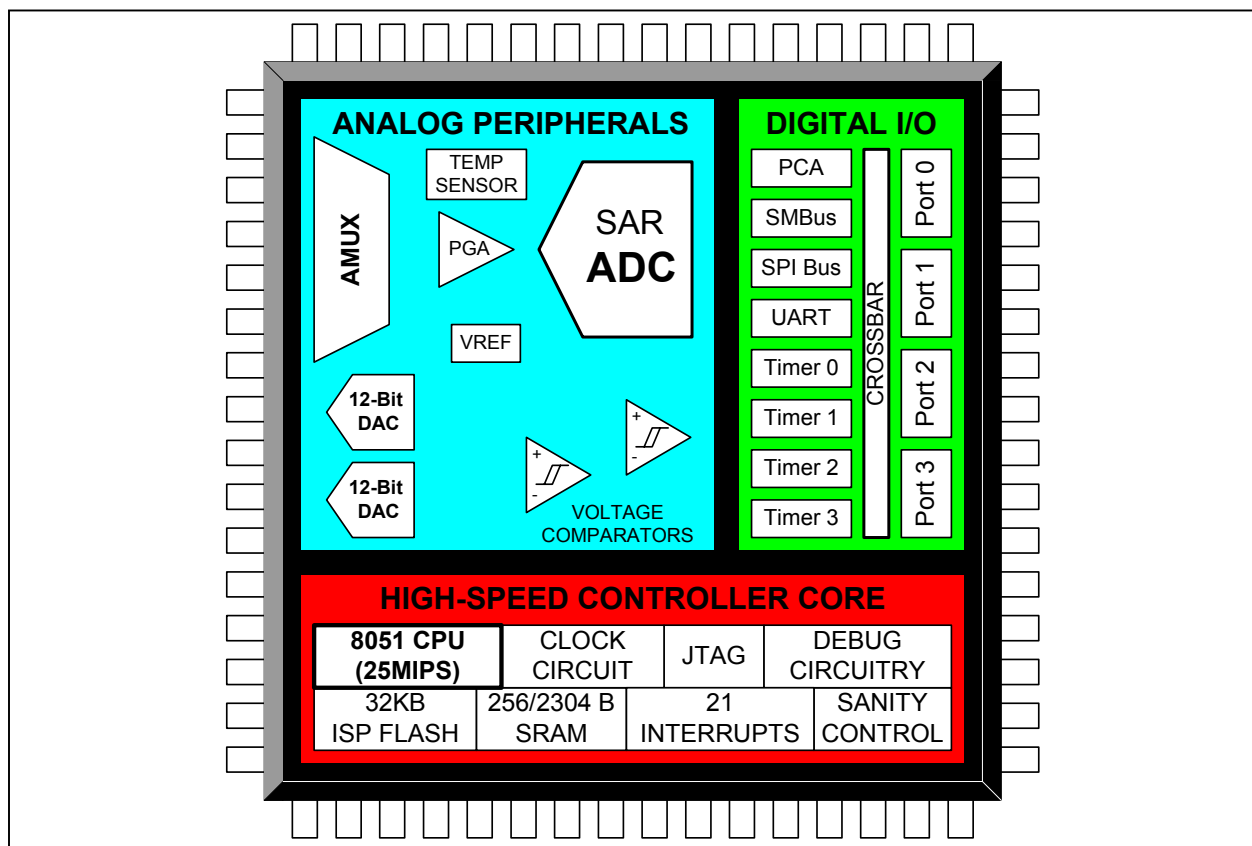 ANALOG PERIPHERALS
TEMP
SENSOR
AMUX
PGA
SAR
ADC
VREF
12-Bit
DAC
12-Bit
DAC
+
-
+
-
VOLTAGE
COMPARATORS
DIGITAL I/O
PCA
SMBus
SPI Bus
UART
Timer 0
Timer 1
Timer 2
Timer 3
CROSSBAR
Port 0
Port 1
Port 2
Port 3
HIGH-SPEED CONTROLLER CORE
8051 CPU
(25MIPS)
CLOCK
CIRCUIT
JTAG
DEBUG
CIRCUITRY
32KB
ISP FLASH
256/2304 B
SRAM
21
INTERRUPTS
SANITY
CONTROL